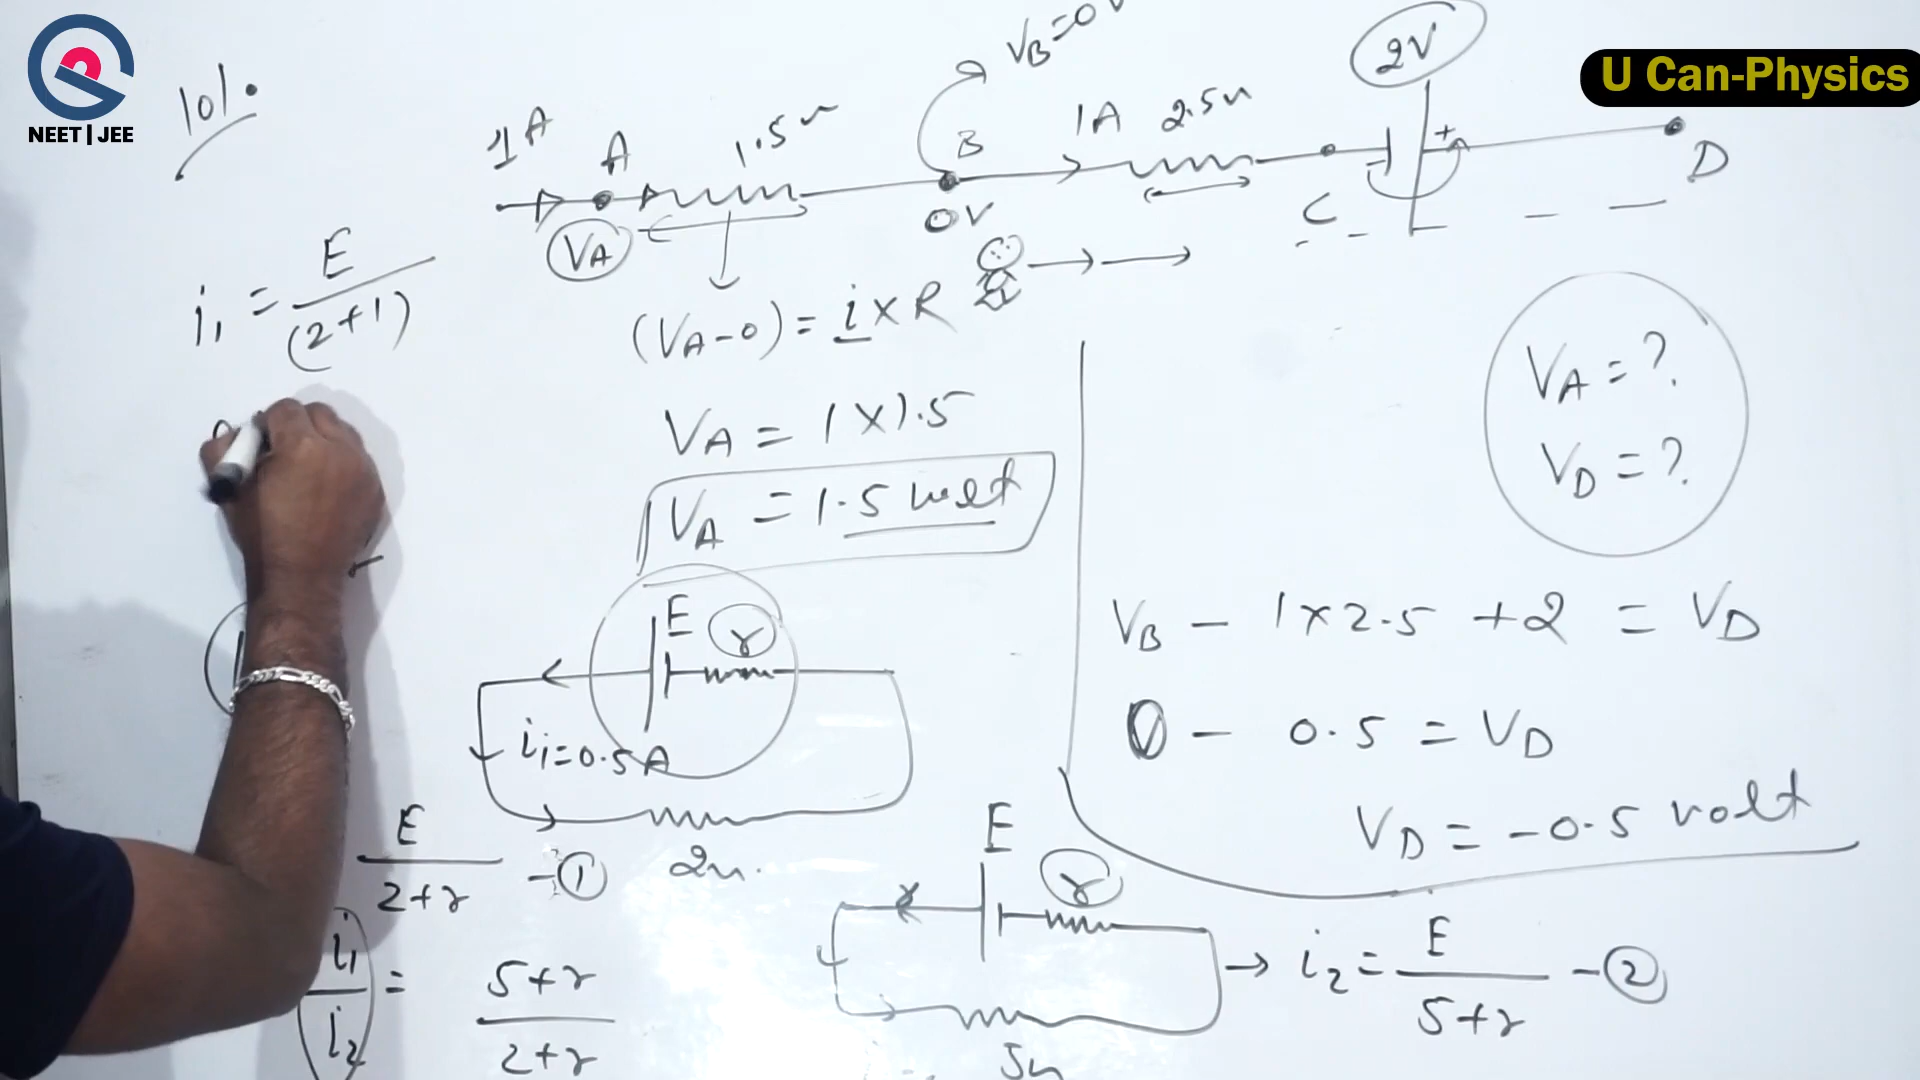 NEET|JEE
U Can-Physics
101.
1A A 1.5Ω B 1A 2.5Ω C 2V - + D
VB=0V
VA
0V
i₁ = E/(2+1)
(VA-0) = i×R
VA = 1×1.5
VA = 1.5 volt
VA = ?
VD = ?
VB - 1×2.5 +2 = VD
0 - 0.5 = VD
VD = -0.5 volt
E r
i₁=0.5A
2Ω
E/(2+r) -①
i₁/i₂ = (5+r)/(2+r)
E r
5Ω
→ i₂ = E/(5+r) -②